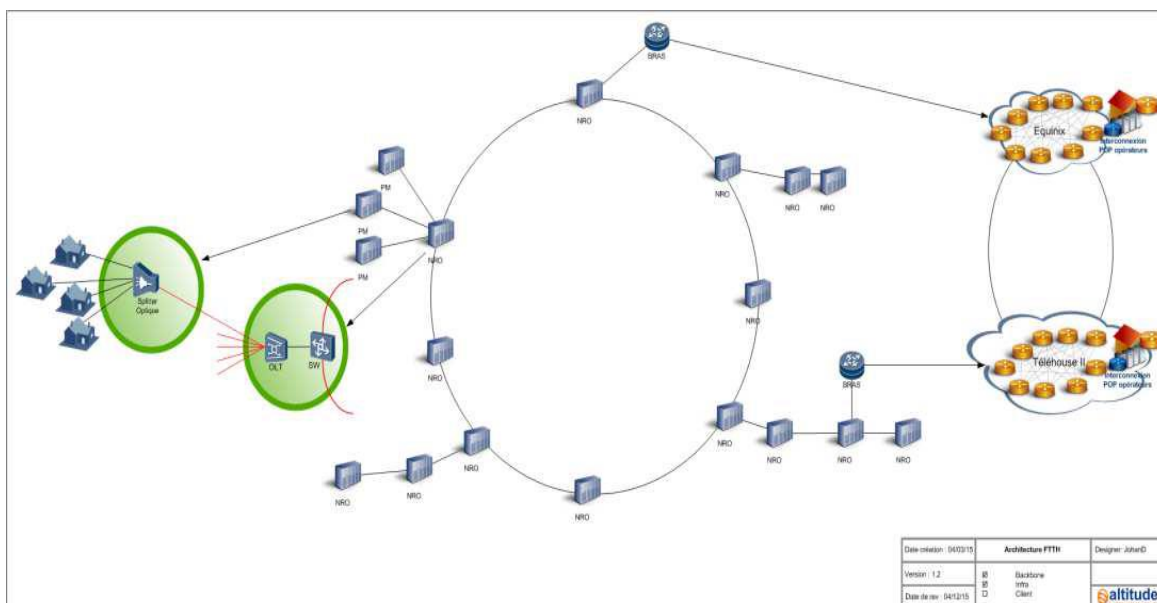 BRAS
NRO
Equinix
Interconnexion
POP opérateurs
PM
NRO
NRO
NRO
PM
NRO
PM
Spliter
Optique
NRO
OLT
SW
NRO
BRAS
Téléhouse II
Interconnexion
POP opérateurs
NRO
NRO
NRO
NRO
NRO
NRO
NRO
NRO
Date création : 04/03/15
Architecture FTTH
Designer: JohanD
Version : 1.2
Backbone
Infra
Client
Date de rev : 04/12/15
altitude